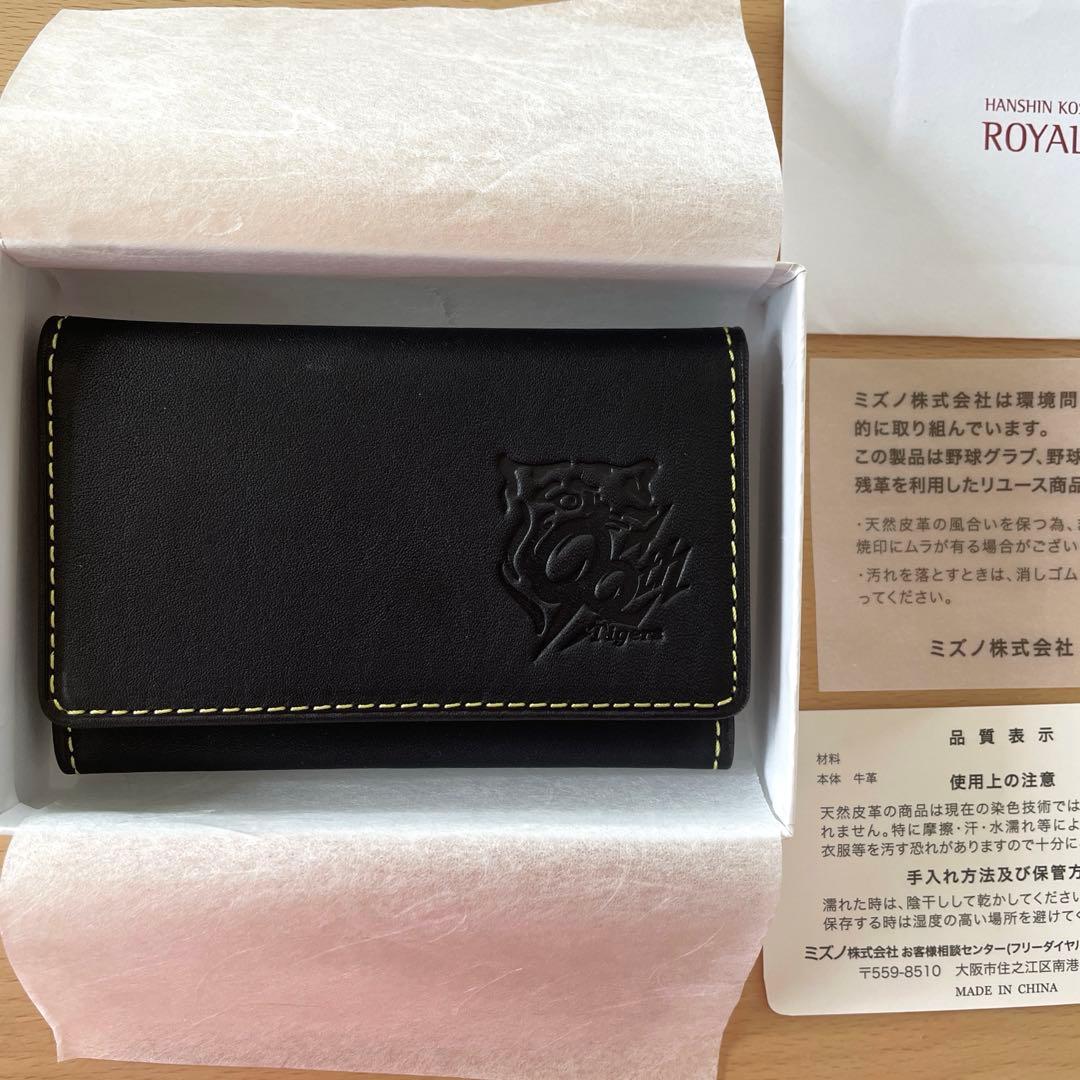 HANSHIN
ROYAL
ミズノ株式会社は環境問
的に取り組んでいます。
この製品は野球グラブ、野球
残革を利用したリユース商品
・天然皮革の風合いを保つ為、
焼印にムラが有る場合がござい
・汚れを落とすときは、消しゴム
ってください。
ミズノ株式会社
95th
Tigers
品質表示
材料
本体 牛革
使用上の注意
天然皮革の商品は現在の染色技術では
れません。特に摩擦・汗・水濡れ等によ
衣服等を汚す恐れがありますので十分に
手入れ方法及び保管方
濡れた時は、陰干しして乾かしてください
保存する時は湿度の高い場所を避けてく
ミズノ株式会社 お客様相談センター(フリーダイヤル
〒559-8510 大阪市住之江区南港
MADE IN CHINA